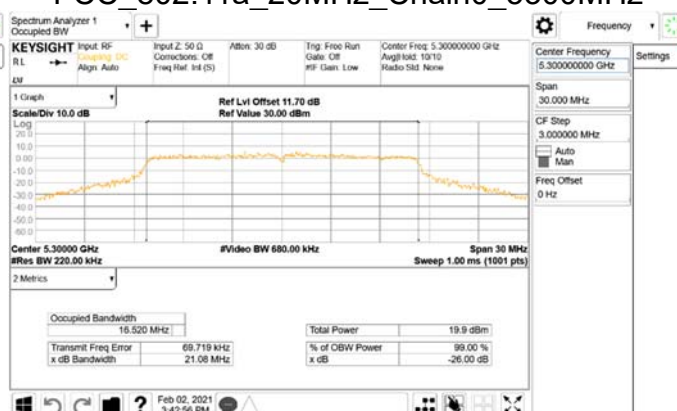 Spectrum Analyzer 1
Occupied BW
Frequency
KEYSIGHT
Input: RF
Coupling: DC
Align: Auto
Input Z: 50 Ω
Corrections: Off
Freq Ref: Int (S)
Atten: 30 dB
Trig: Free Run
Gate: Off
#IF Gain: Low
Center Freq: 5.300000000 GHz
Avg|Hold: 10/10
Radio Std: None
RL
LXI
Center Frequency
5.300000000 GHz
Settings
Span
30.000 MHz
CF Step
3.000000 MHz
Auto
Man
Freq Offset
0 Hz
1 Graph
Scale/Div 10.0 dB
Ref Lvl Offset 11.70 dB
Ref Value 30.00 dBm
Log
20.0
10.0
0.00
-10.0
-20.0
-30.0
-40.0
-50.0
-60.0
Center 5.30000 GHz
#Video BW 680.00 kHz
Span 30 MHz
#Res BW 220.00 kHz
Sweep 1.00 ms (1001 pts)
2 Metrics
Occupied Bandwidth
16.520 MHz
Total Power
19.9 dBm
Transmit Freq Error
69.719 kHz
% of OBW Power
99.00 %
x dB Bandwidth
21.08 MHz
x dB
-26.00 dB
?
Feb 02, 2021
3:42:56 PM